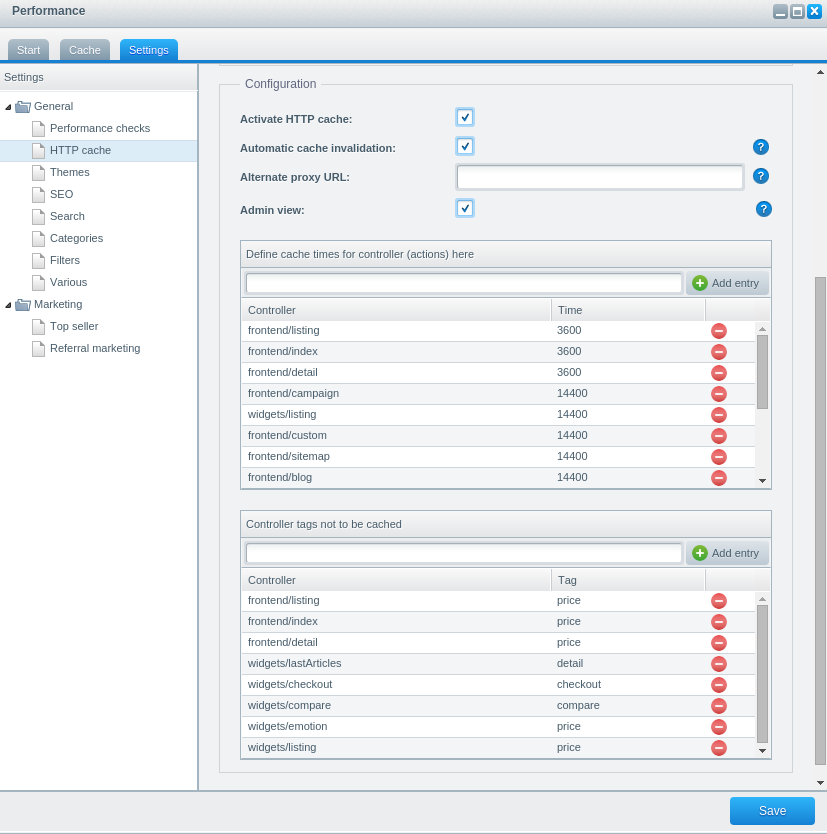 Performance
Start Cache Settings
Settings
General
Performance checks
HTTP cache
Themes
SEO
Search
Categories
Filters
Various
Marketing
Top seller
Referral marketing
Configuration
Activate HTTP cache:
Automatic cache invalidation:
Alternate proxy URL:
Admin view:
Define cache times for controller (actions) here
Add entry
Controller Time
frontend/listing 3600
frontend/index 3600
frontend/detail 3600
frontend/campaign 14400
widgets/listing 14400
frontend/custom 14400
frontend/sitemap 14400
frontend/blog 14400
Controller tags not to be cached
Add entry
Controller Tag
frontend/listing price
frontend/index price
frontend/detail price
widgets/lastArticles detail
widgets/checkout checkout
widgets/compare compare
widgets/emotion price
widgets/listing price
Save